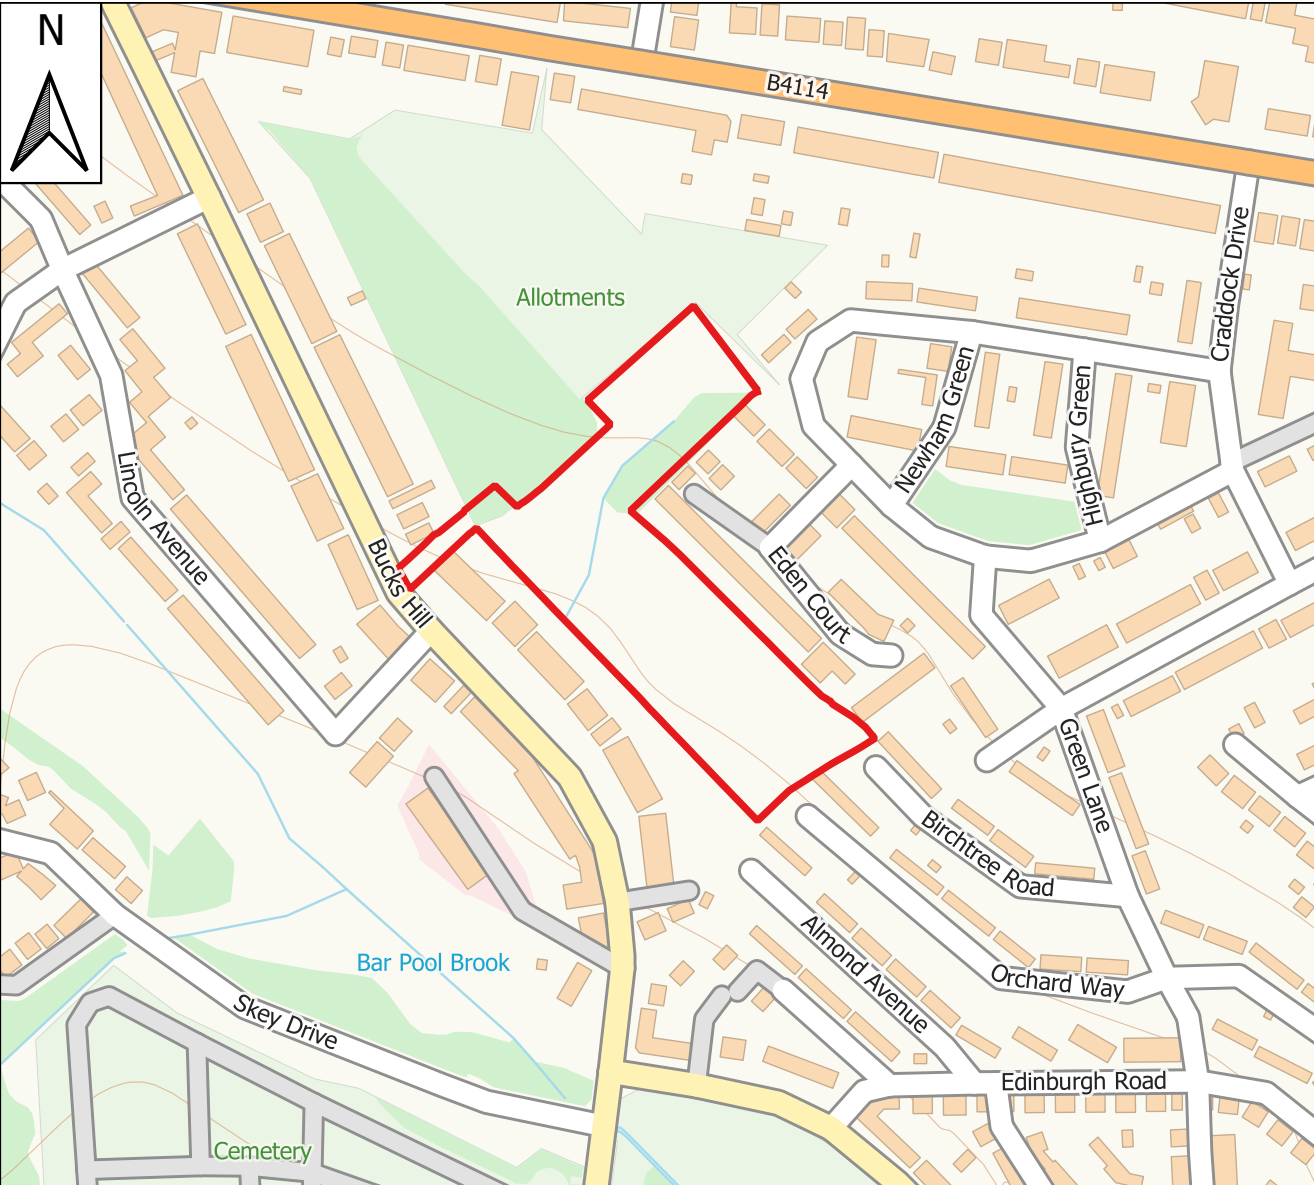 N
B4114
Craddock Drive
Allotments
Newham Green
Highbury Green
Lincoln Avenue
Bucks Hill
Eden Court
Green Lane
Birchtree Road
Almond Avenue
Bar Pool Brook
Orchard Way
Skey Drive
Edinburgh Road
Cemetery